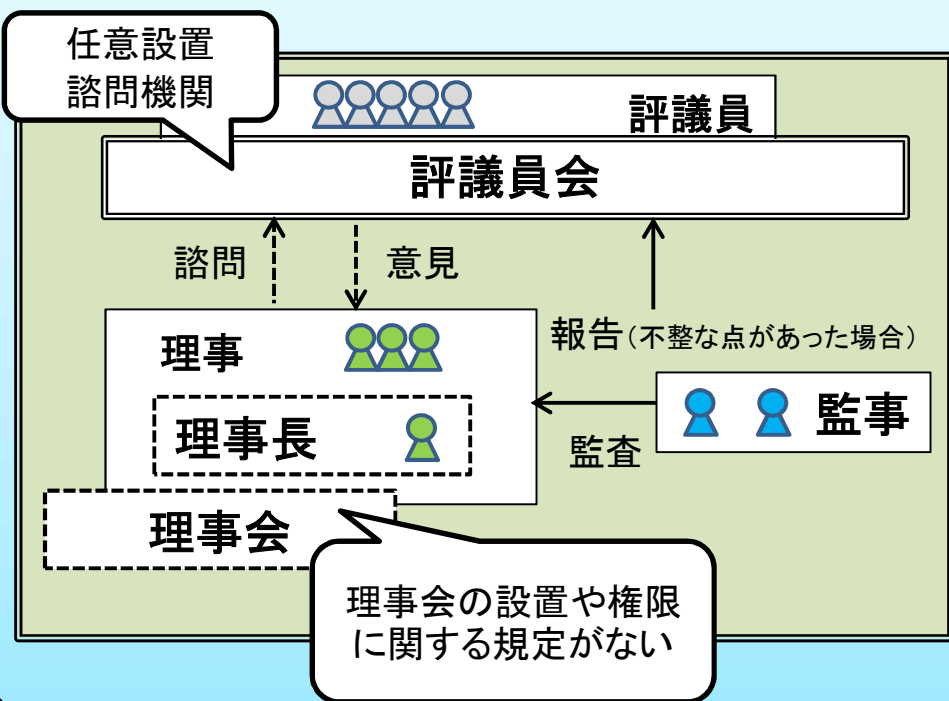 任意設置
諮問機関
評議員
評議員会
諮問
意見
報告(不整な点があった場合)
理事
理事長
監事
監査
理事会
理事会の設置や権限
に関する規定がない